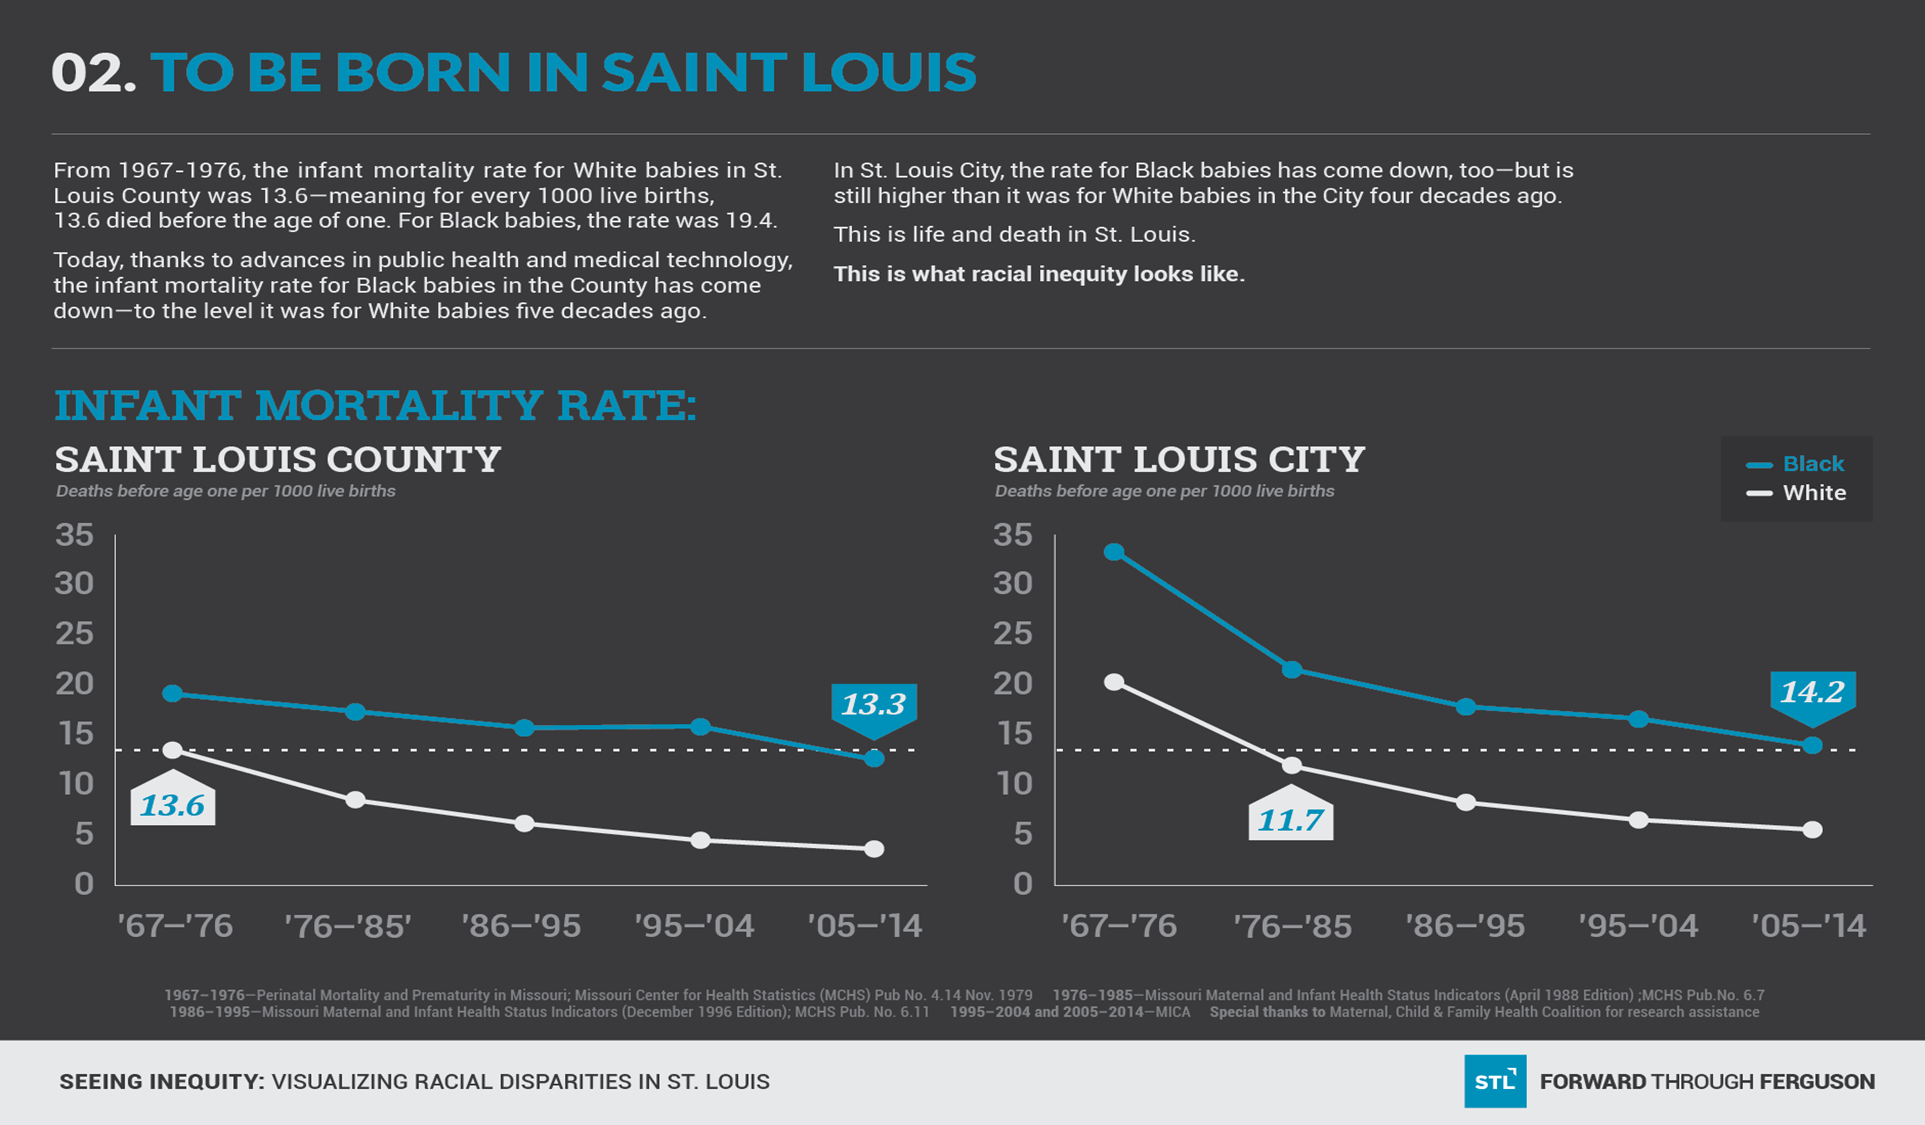 02. TO BE BORN IN SAINT LOUIS
From 1967-1976, the infant mortality rate for White babies in St.
Louis County was 13.6—meaning for every 1000 live births,
13.6 died before the age of one. For Black babies, the rate was 19.4.
Today, thanks to advances in public health and medical technology,
the infant mortality rate for Black babies in the County has come
down—to the level it was for White babies five decades ago.
In St. Louis City, the rate for Black babies has come down, too—but is
still higher than it was for White babies in the City four decades ago.
This is life and death in St. Louis.
This is what racial inequity looks like.
INFANT MORTALITY RATE:
SAINT LOUIS COUNTY
Deaths before age one per 1000 live births
35
30
25
20
15
10
5
0
13.6
13.3
'67–'76 '76–'85' '86–'95 '95–'04 '05–'14
SAINT LOUIS CITY
Deaths before age one per 1000 live births
Black
White
35
30
25
20
15
10
5
0
11.7
14.2
'67–'76 '76–'85 '86–'95 '95–'04 '05–'14
1967–1976—Perinatal Mortality and Prematurity in Missouri; Missouri Center for Health Statistics (MCHS) Pub No. 4.14 Nov. 1979 1976–1985—Missouri Maternal and Infant Health Status Indicators (April 1988 Edition) ;MCHS Pub.No. 6.7
1986–1995—Missouri Maternal and Infant Health Status Indicators (December 1996 Edition); MCHS Pub. No. 6.11 1995–2004 and 2005–2014—MICA Special thanks to Maternal, Child & Family Health Coalition for research assistance
SEEING INEQUITY: VISUALIZING RACIAL DISPARITIES IN ST. LOUIS
STL
FORWARD THROUGH FERGUSON